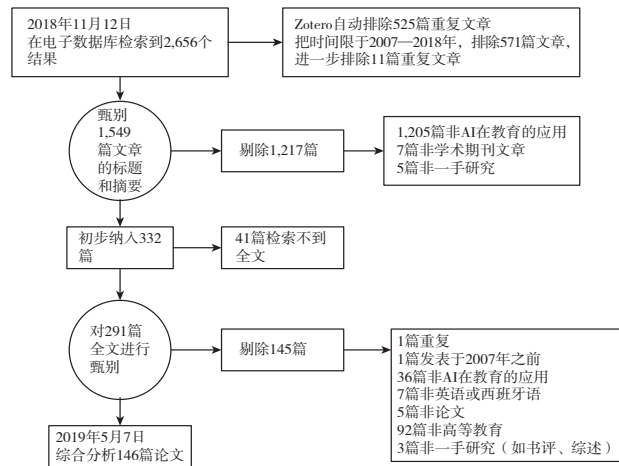 2018年11月12日
在电子数据库检索到2,656个
结果
Zotero自动排除525篇重复文章
把时间限于2007—2018年，排除571篇文章，
进一步排除11篇重复文章
甄别
1,549
篇文章
的标题
和摘要
剔除1,217篇
1,205篇非AI在教育的应用
7篇非学术期刊文章
5篇非一手研究
初步纳入332
篇
41篇检索不到
全文
对291篇
全文进行
甄别
剔除145篇
1篇重复
1篇发表于2007年之前
36篇非AI在教育的应用
7篇非英语或西班牙语
5篇非论文
92篇非高等教育
3篇非一手研究（如书评、综述）
2019年5月7日
综合分析146篇论文